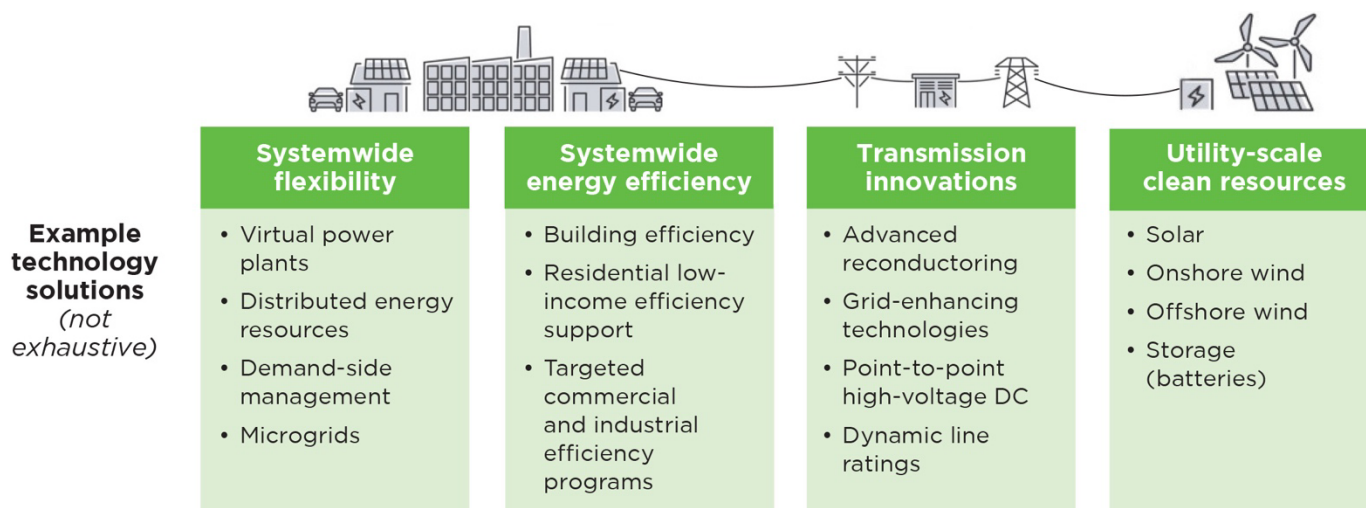 Example
technology
solutions
(not
exhaustive)
Systemwide
flexibility
• Virtual power
plants
• Distributed energy
resources
• Demand-side
management
• Microgrids
Systemwide
energy efficiency
• Building efficiency
• Residential low-
income efficiency
support
• Targeted
commercial
and industrial
efficiency
programs
Transmission
innovations
• Advanced
reconductoring
• Grid-enhancing
technologies
• Point-to-point
high-voltage DC
• Dynamic line
ratings
Utility-scale
clean resources
• Solar
• Onshore wind
• Offshore wind
• Storage
(batteries)